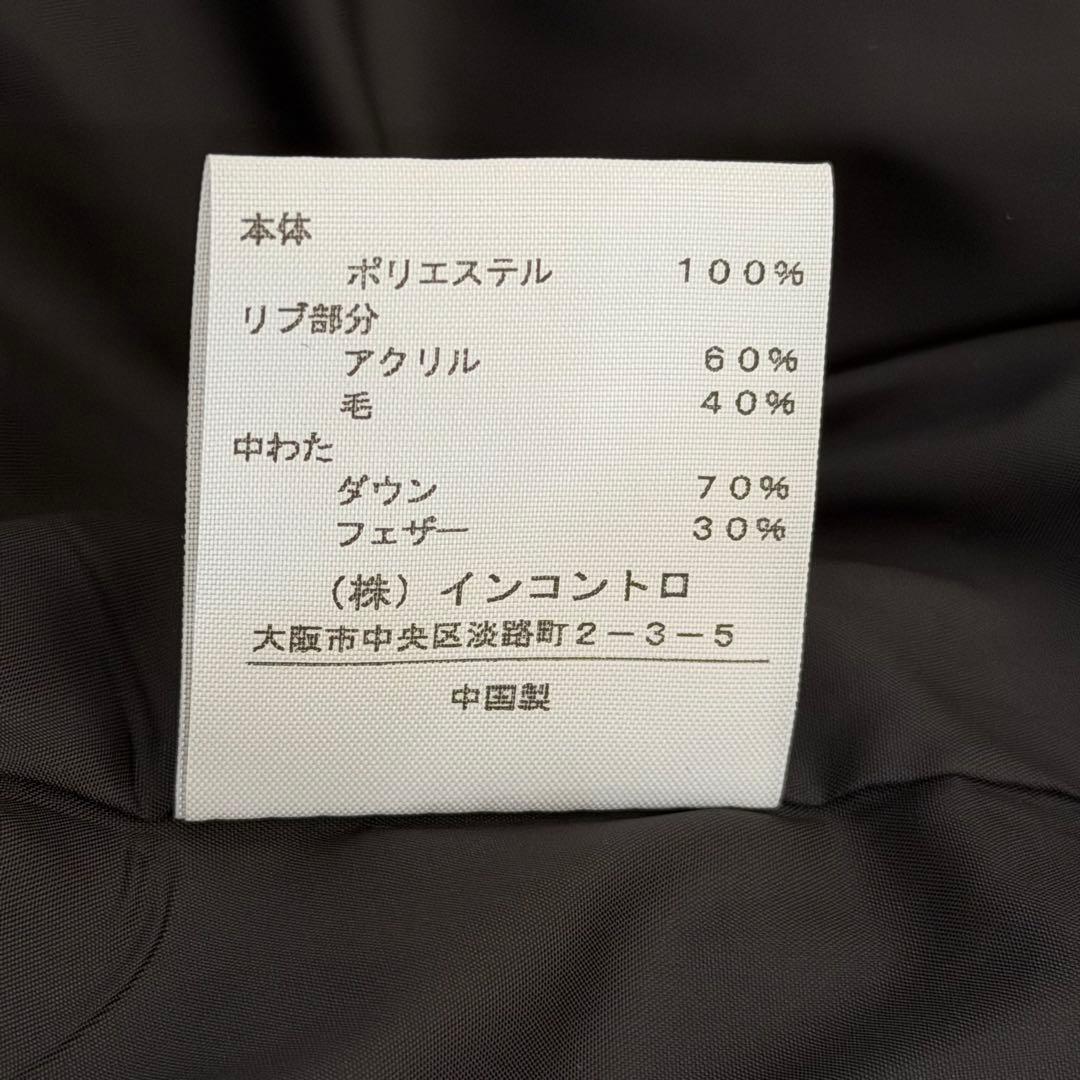 本体
ポリエステル １００％
リブ部分
アクリル ６０％
毛 ４０％
中わた
ダウン ７０％
フェザー ３０％
（株）インコントロ
大阪市中央区淡路町２－３－５
中国製